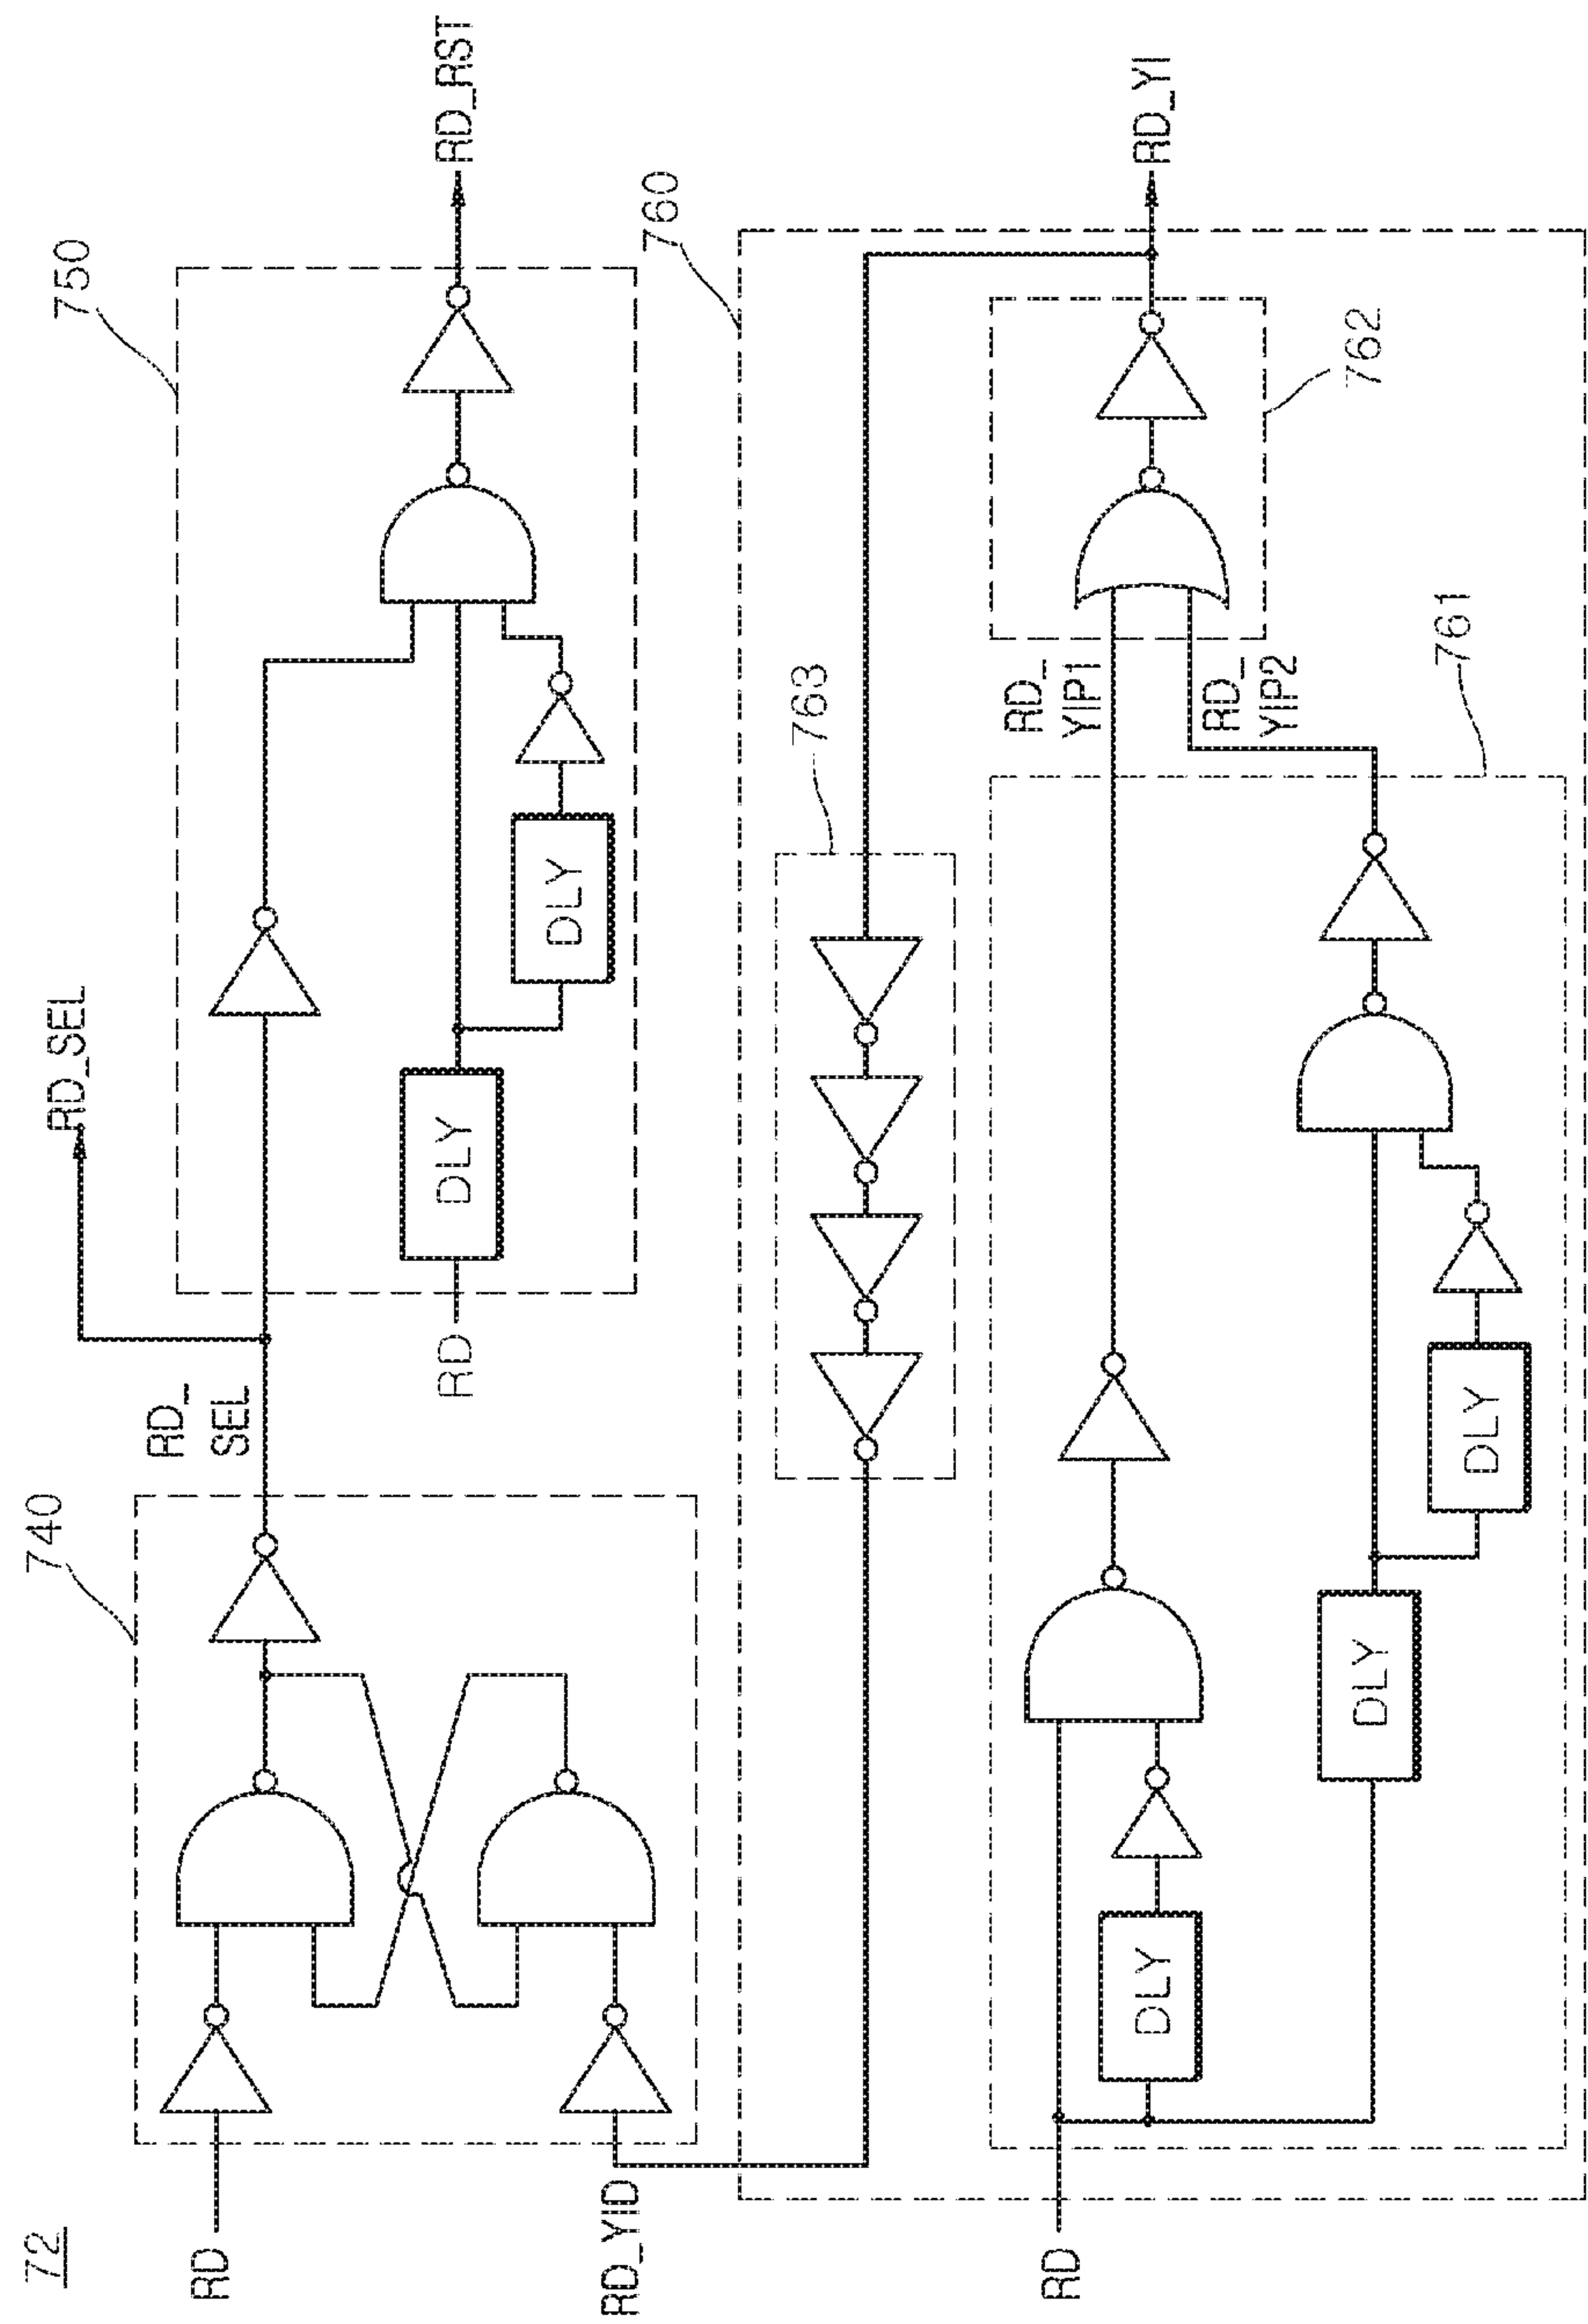 72
740
RD
RD_YID
RD_
SEL
RD_SEL
750
RD
DLY
DLY
RD_RST
760
763
RD
761
DLY
DLY
DLY
RD_
YIP1
RD_
YIP2
762
RD_YI